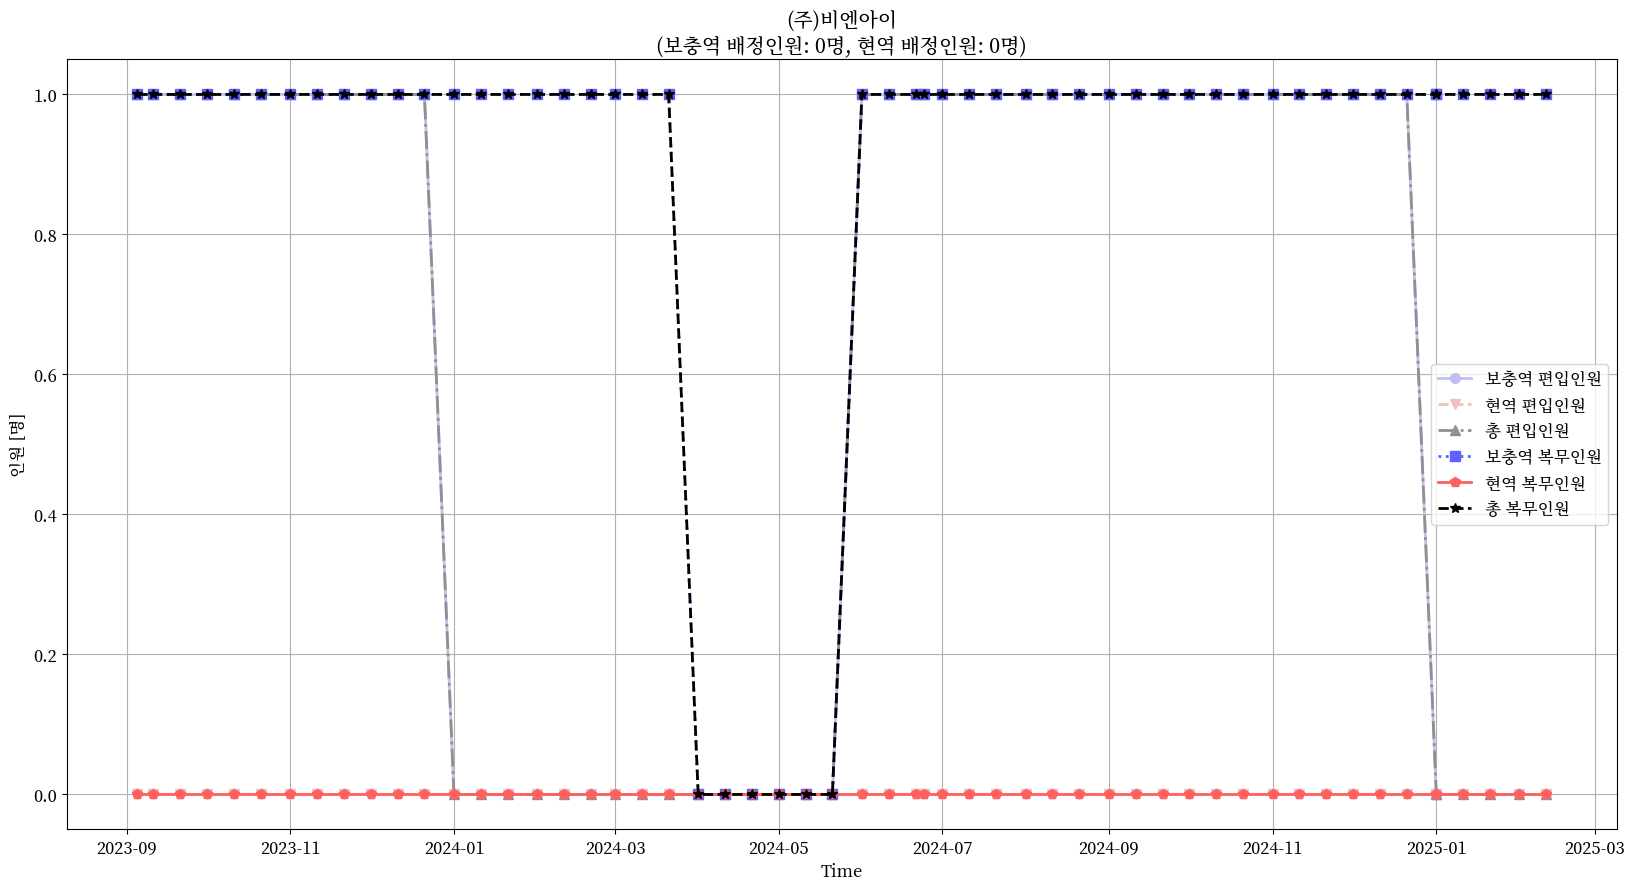 (주)비엔아이
(보충역 배정인원: 0명, 현역 배정인원: 0명)
인원 [명]
1.0
0.8
0.6
0.4
0.2
0.0
보충역 편입인원
현역 편입인원
총 편입인원
보충역 복무인원
현역 복무인원
총 복무인원
2023-09 2023-11 2024-01 2024-03 2024-05 2024-07 2024-09 2024-11 2025-01 2025-03
Time